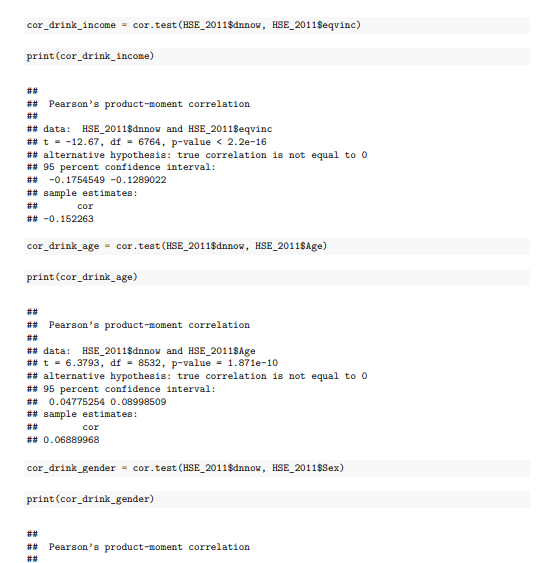 cor_drink_income = cor.test(HSE_2011$dnnow, HSE_2011$eqvinc)
print(cor_drink_income)
##
## Pearson's product-moment correlation
##
## data: HSE_2011$dnnow and HSE_2011$eqvinc
## t = -12.67, df = 6764, p-value < 2.2e-16
## alternative hypothesis: true correlation is not equal to 0
## 95 percent confidence interval:
## -0.1754549 -0.1289022
## sample estimates:
## cor
## -0.152263
cor_drink_age = cor.test(HSE_2011$dnnow, HSE_2011$Age)
print(cor_drink_age)
##
## Pearson's product-moment correlation
##
## data: HSE_2011$dnnow and HSE_2011$Age
## t = 6.3793, df = 8532, p-value = 1.871e-10
## alternative hypothesis: true correlation is not equal to 0
## 95 percent confidence interval:
## 0.04775254 0.08998509
## sample estimates:
## cor
## 0.06889968
cor_drink_gender = cor.test(HSE_2011$dnnow, HSE_2011$Sex)
print(cor_drink_gender)
##
## Pearson's product-moment correlation
##